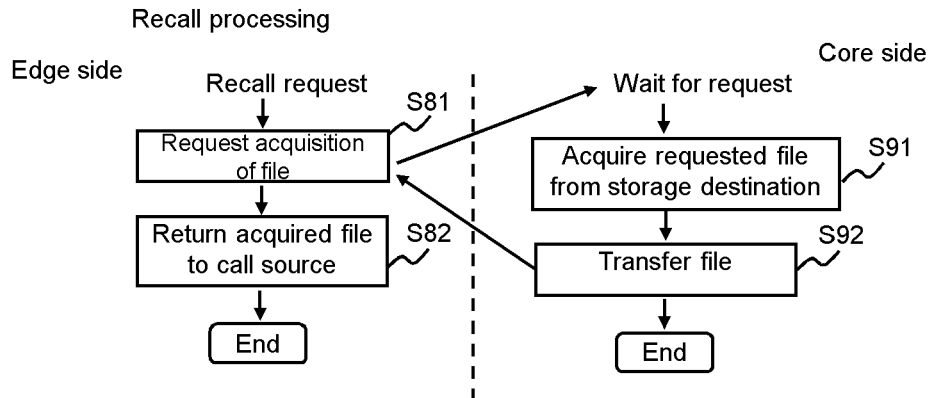 Recall processing
Edge side
Core side
Recall request
Wait for request
S81
Request acquisition
of file
S91
Acquire requested file
from storage destination
S82
Return acquired file
to call source
S92
Transfer file
End
End